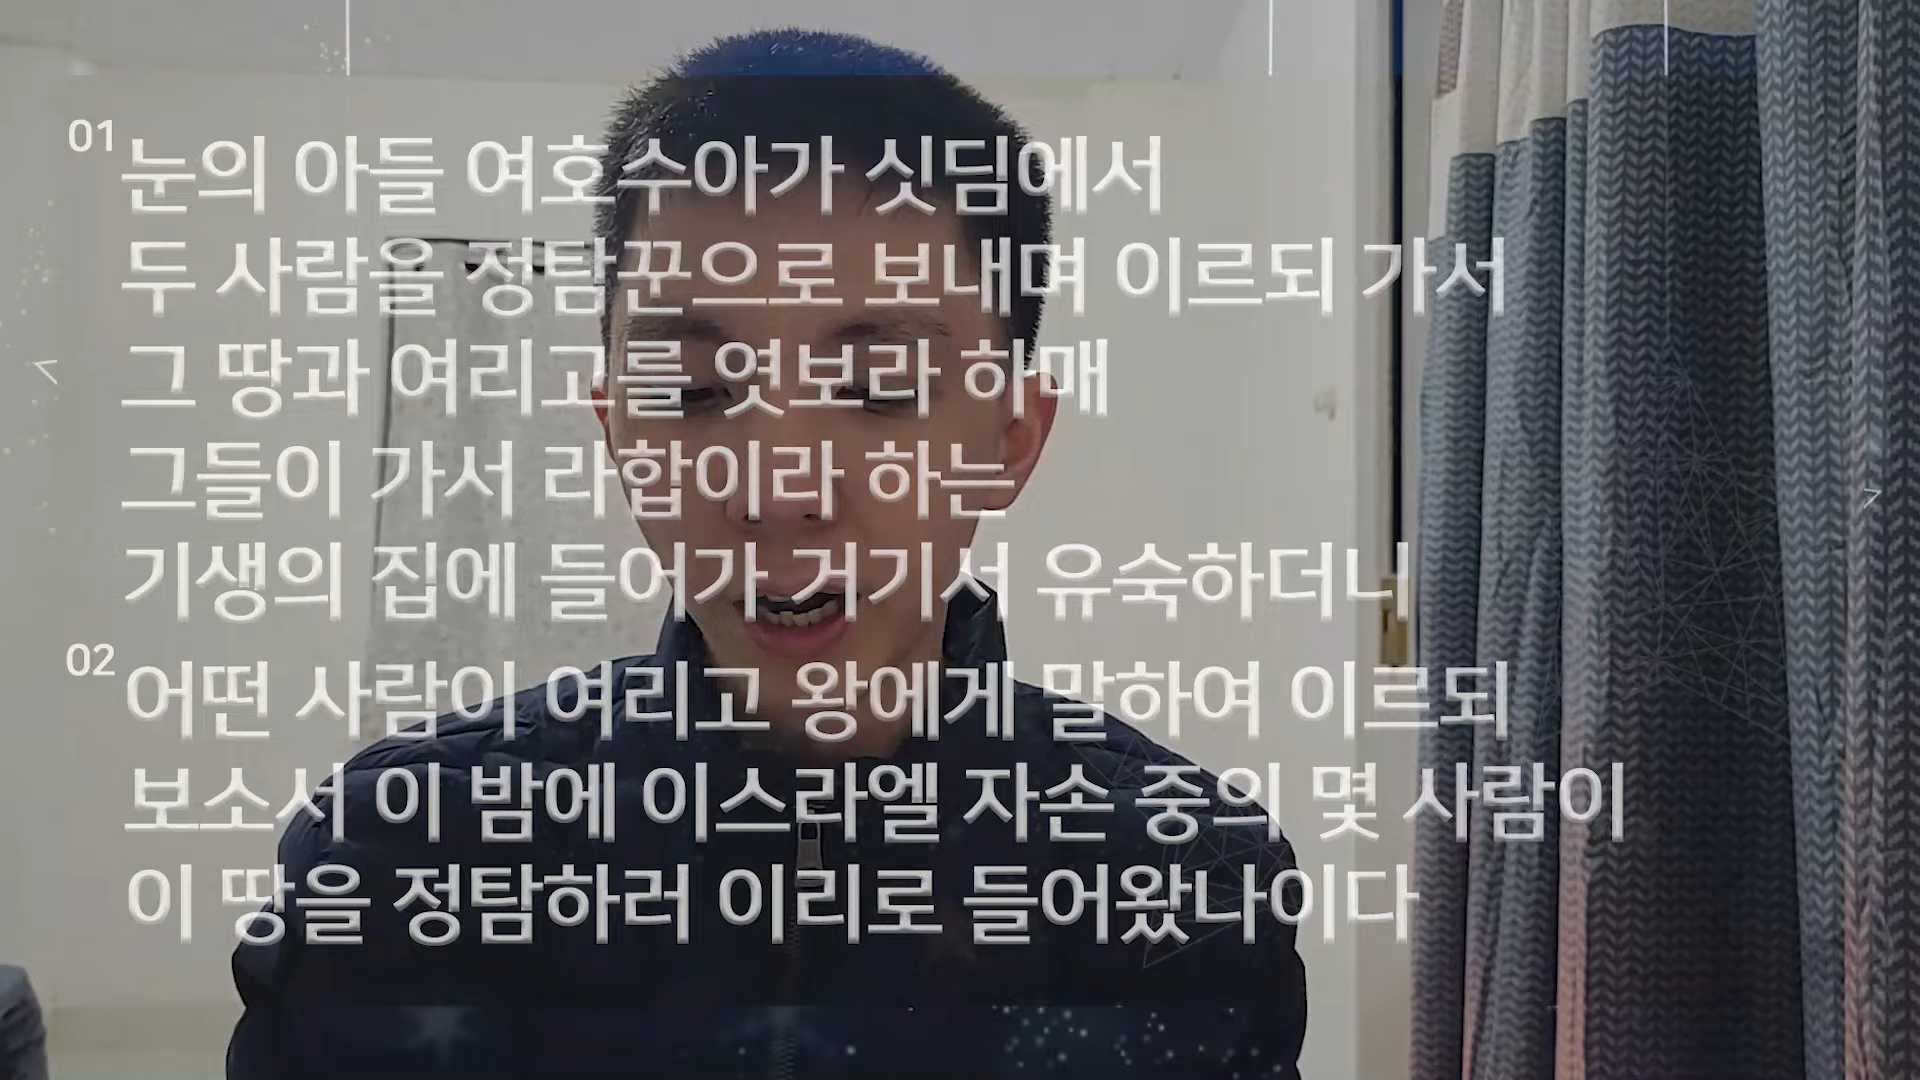 01 눈의 아들 여호수아가 싯딤에서
두 사람을 정탐꾼으로 보내며 이르되 가서
그 땅과 여리고를 엿보라 하매
그들이 가서 라합이라 하는
기생의 집에 들어가 거기서 유숙하더니
02 어떤 사람이 여리고 왕에게 말하여 이르되
보소서 이 밤에 이스라엘 자손 중의 몇 사람이
이 땅을 정탐하러 이리로 들어왔나이다